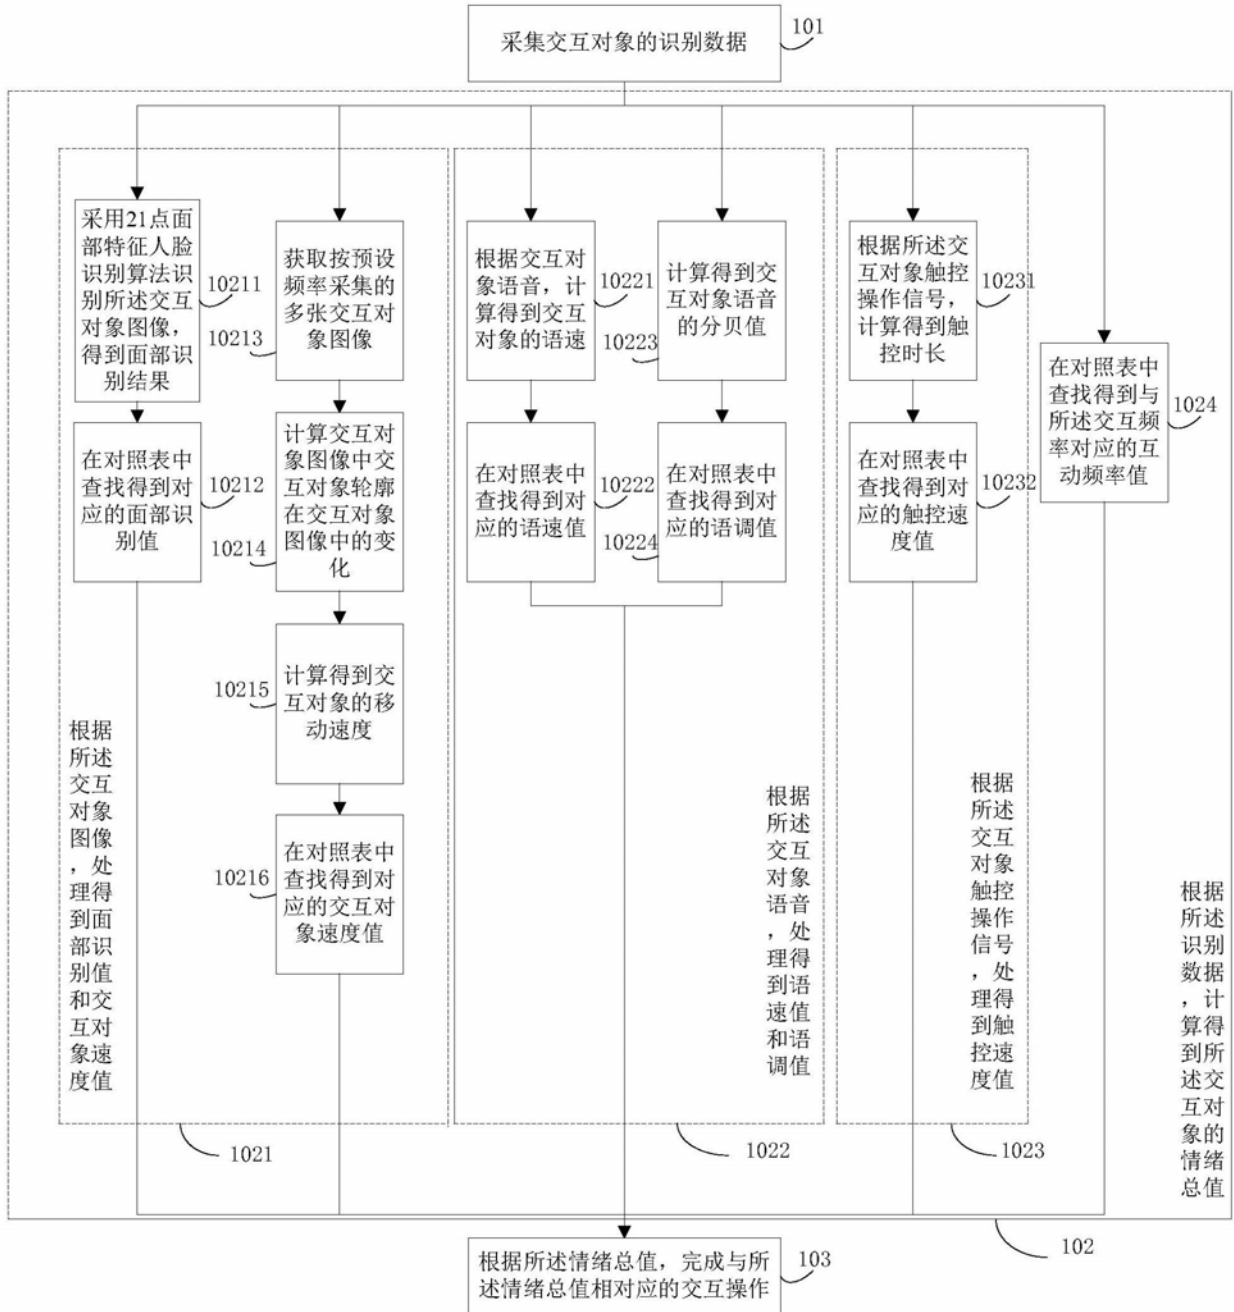 采集交互对象的识别数据
101
采用21点面
部特征人脸
识别算法识
别所述交互
对象图像，
得到面部识
别结果
10211
获取按预设
频率采集的
多张交互对
象图像
10213
根据交互对
象语音，计
算得到交互
对象的语速
10221
计算得到交
互对象语音
的分贝值
10223
根据所述交
互对象触控
操作信号，
计算得到触
控时长
10231
在对照表中
查找得到与
所述交互频
率对应的互
动频率值
1024
在对照表中
查找得到对
应的面部识
别值
10212
计算交互对
象图像中交
互对象轮廓
在交互对象
图像中的变
化
10214
在对照表中
查找得到对
应的语速值
10222
在对照表中
查找得到对
应的语调值
10224
在对照表中
查找得到对
应的触控速
度值
10232
计算得到交
互对象的移
动速度
10215
在对照表中
查找得到对
应的交互对
象速度值
10216
根据
所述
交互
对象
图像
，处
理得
到面
部识
别值
和交
互对
象速
度值
根据
所述
交互
对象
语音
，处
理得
到语
速值
和语
调值
根据
所述
交互
对象
触控
操作
信号
，处
理得
到触
控速
度值
根据
所述
识别
数据
，计
算得
到所
述交
互对
象的
情绪
总值
1021
1022
1023
102
根据所述情绪总值，完成与所
述情绪总值相对应的交互操作
103